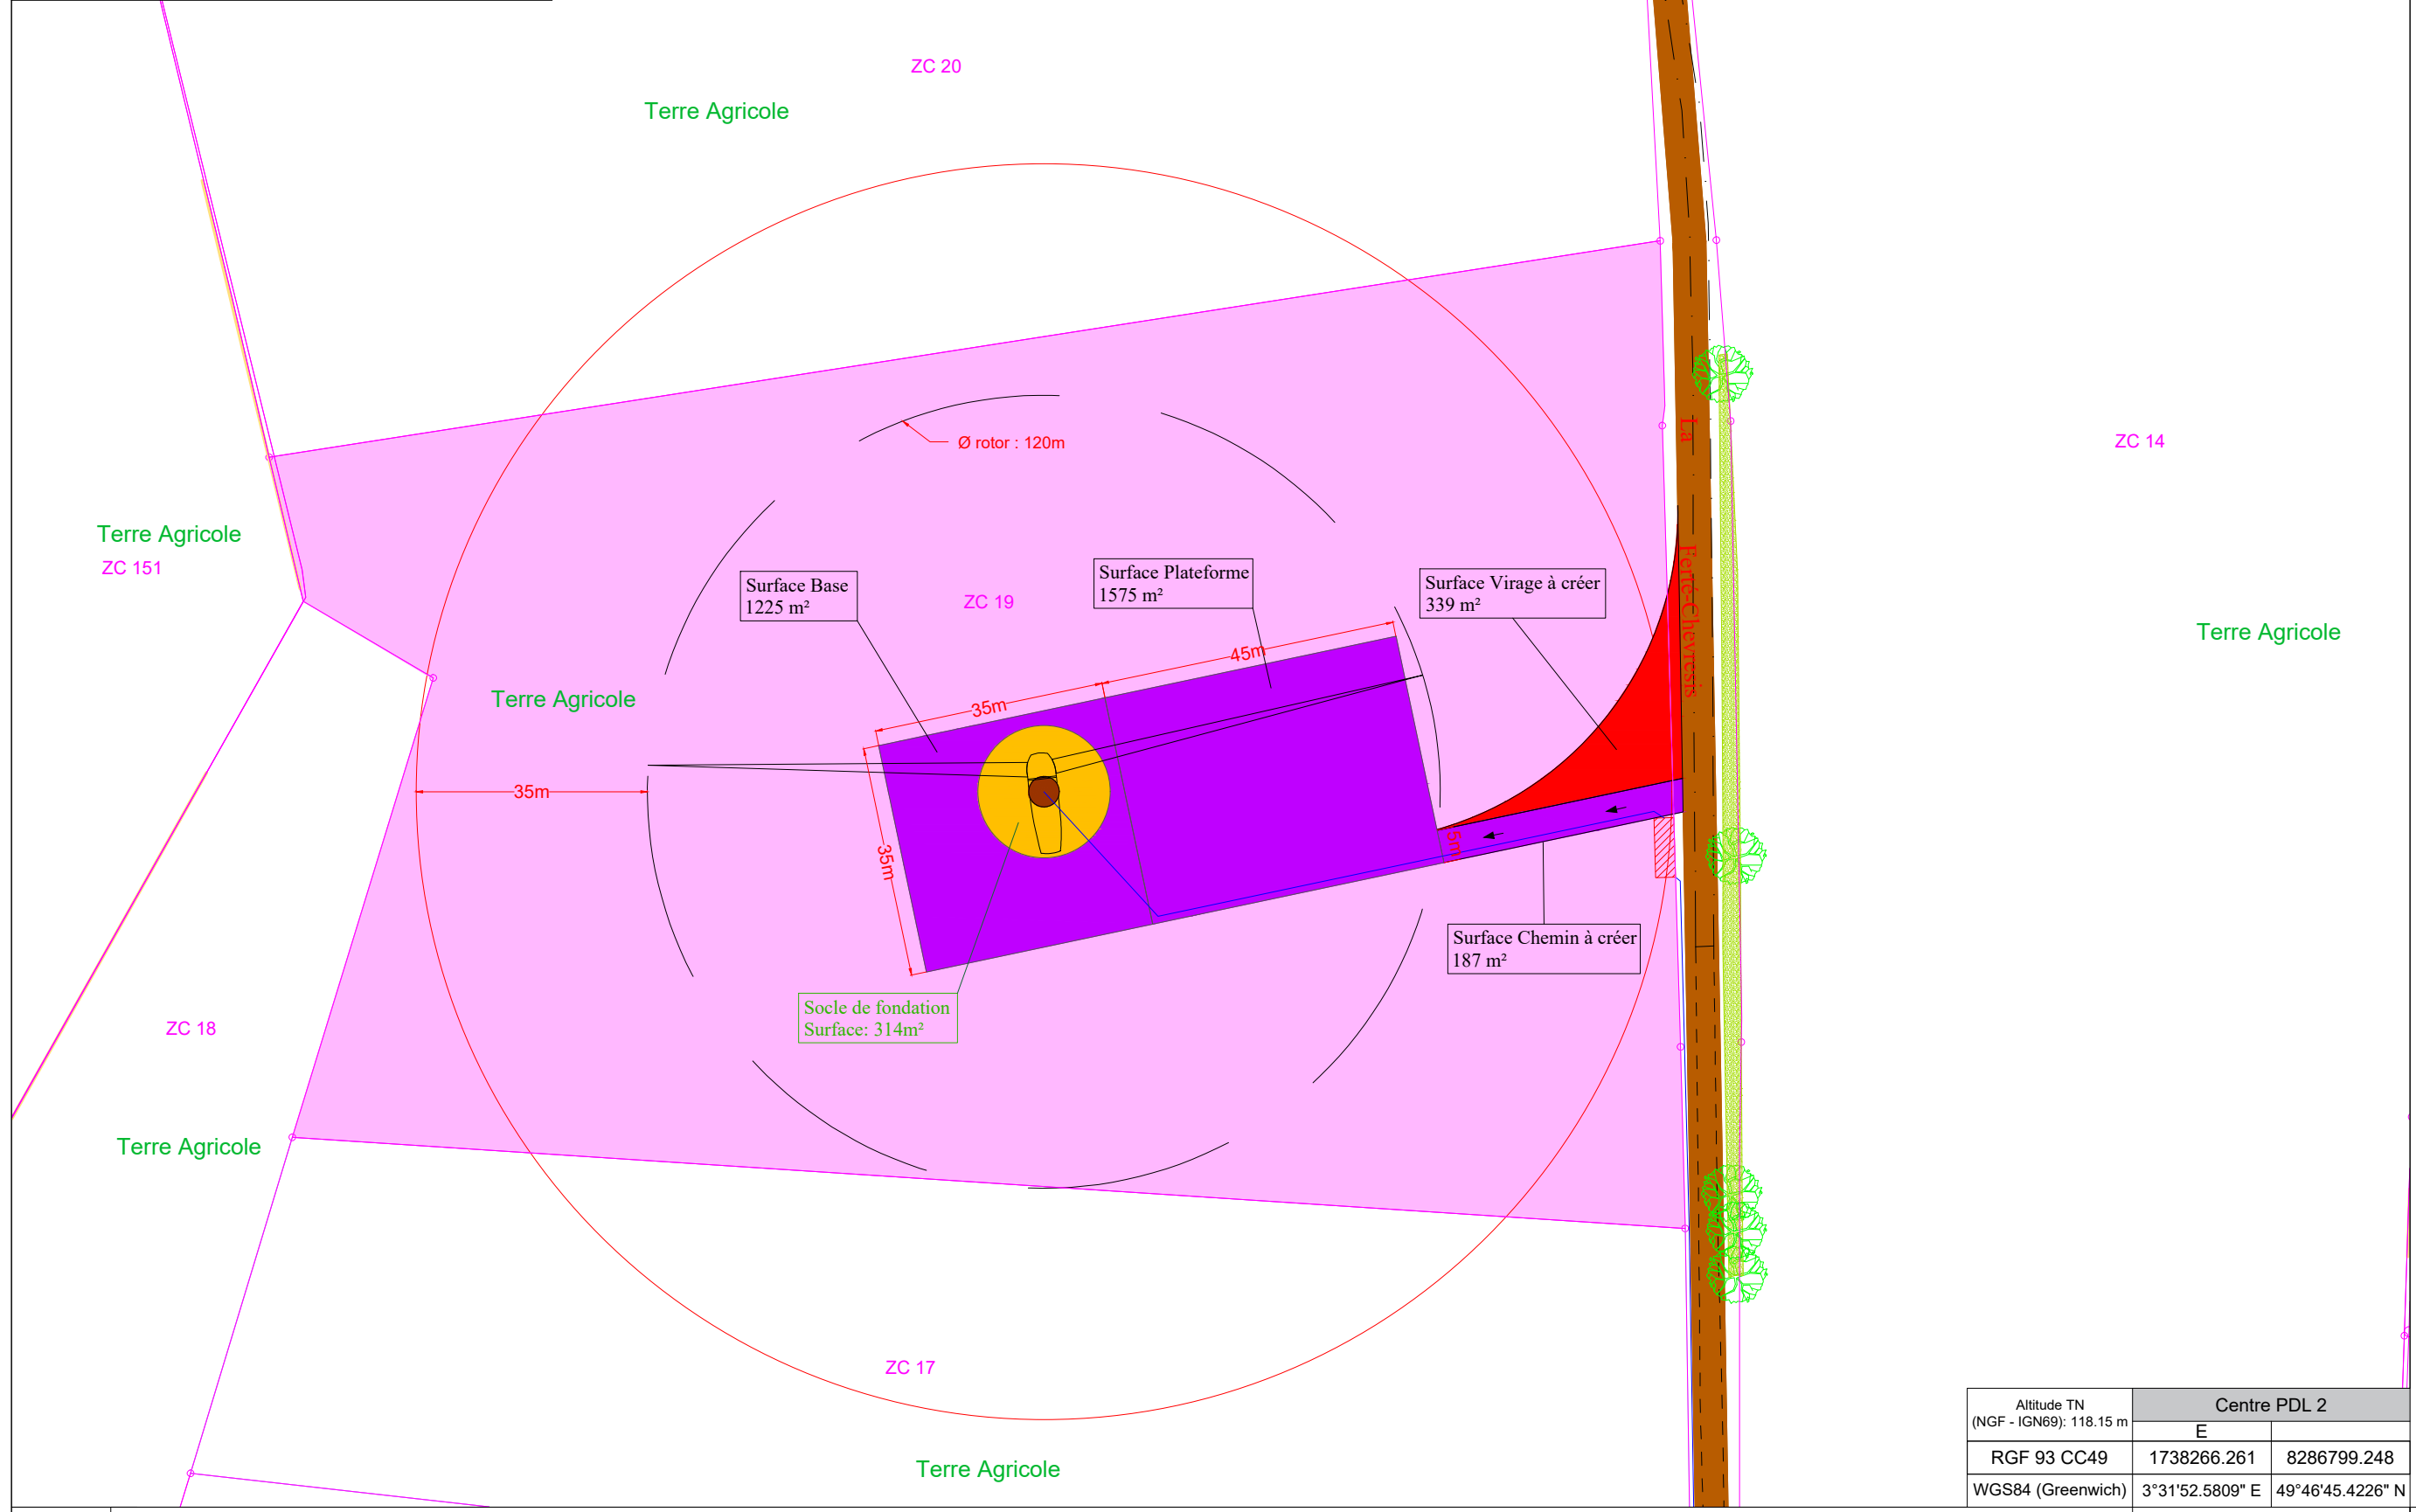 ZC 20
Terre Agricole
Ø rotor : 120m
ZC 14
La Ferté-Chevresis
Terre Agricole
ZC 151
Surface Base
1225 m²
ZC 19
Surface Plateforme
1575 m²
Surface Virage à créer
339 m²
Terre Agricole
45m
35m
Terre Agricole
35m
35m
5m
Surface Chemin à créer
187 m²
Socle de fondation
Surface: 314m²
ZC 18
Terre Agricole
ZC 17
Terre Agricole
Altitude TN
(NGF - IGN69): 118.15 m
Centre PDL 2
E
RGF 93 CC49 1738266.261 8286799.248
WGS84 (Greenwich) 3°31'52.5809" E 49°46'45.4226" N